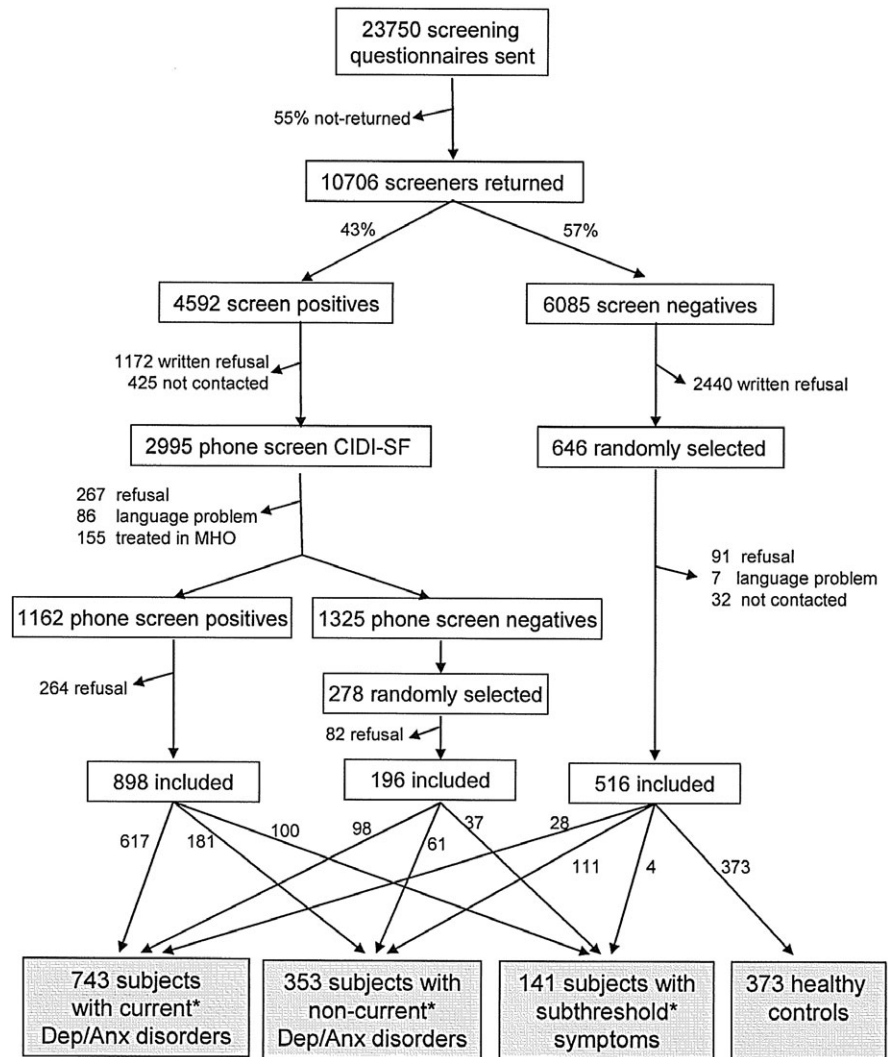 23750 screening
questionnaires sent
55% not-returned
10706 screeners returned
43%
57%
4592 screen positives
6085 screen negatives
1172 written refusal
425 not contacted
2440 written refusal
2995 phone screen CIDI-SF
646 randomly selected
267 refusal
86 language problem
155 treated in MHO
91 refusal
7 language problem
32 not contacted
1162 phone screen positives
1325 phone screen negatives
264 refusal
278 randomly selected
82 refusal
898 included
196 included
516 included
617
181
100
98
61
37
28
111
4
373
743 subjects
with current*
Dep/Anx disorders
353 subjects with
non-current*
Dep/Anx disorders
141 subjects with
subthreshold*
symptoms
373 healthy
controls